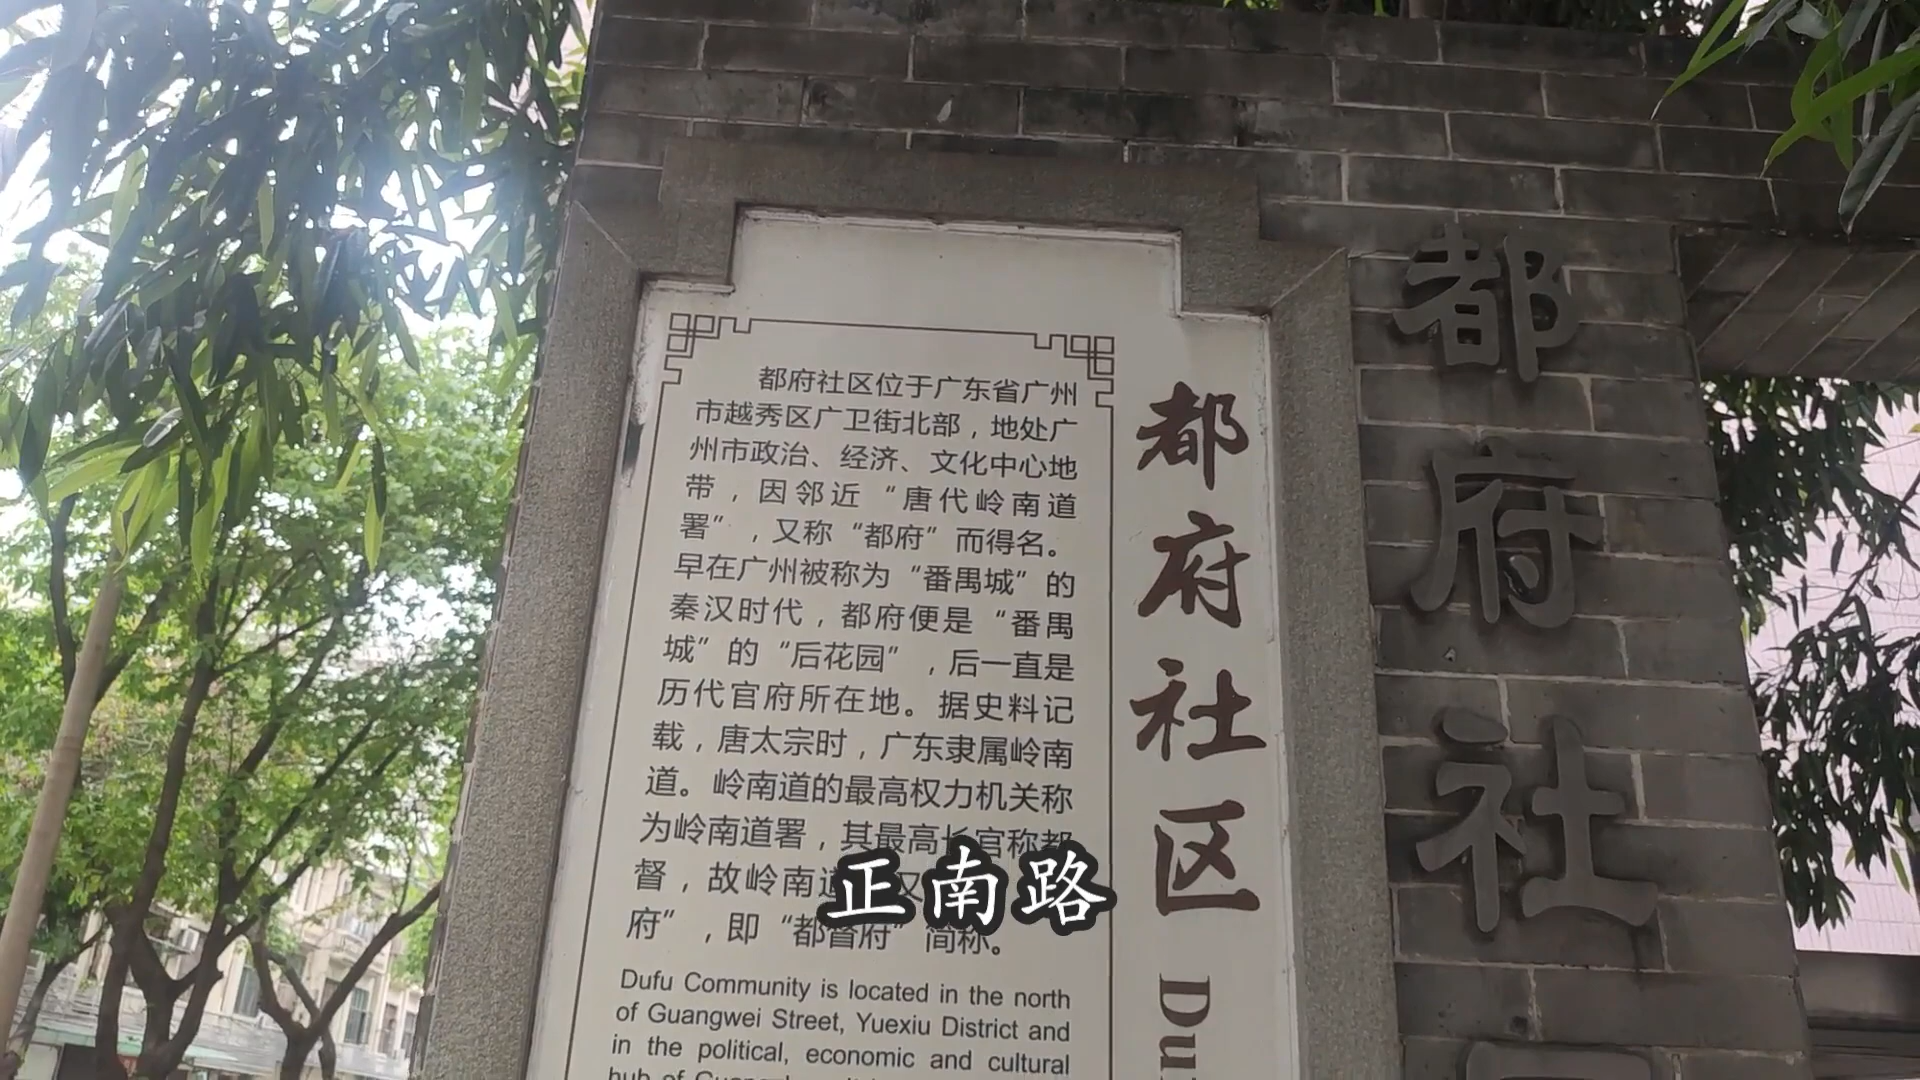 都府社区位于广东省广州
市越秀区广卫街北部，地处广
州市政治、经济、文化中心地
带，因邻近“唐代岭南道
署”，又称“都府”而得名。
早在广州被称为“番禺城”的
秦汉时代，都府便是“番禺
城”的“后花园”，后一直是
历代官府所在地。据史料记
载，唐太宗时，广东隶属岭南
道。岭南道的最高权力机关称
为岭南道署，其最高长官称都
督，故岭南道 又
府”，即“都督府”简称。
Dufu Community is located in the north
of Guangwei Street, Yuexiu District and
in the political, economic and cultural
hub of
都府社区
Du
都府社
正南路